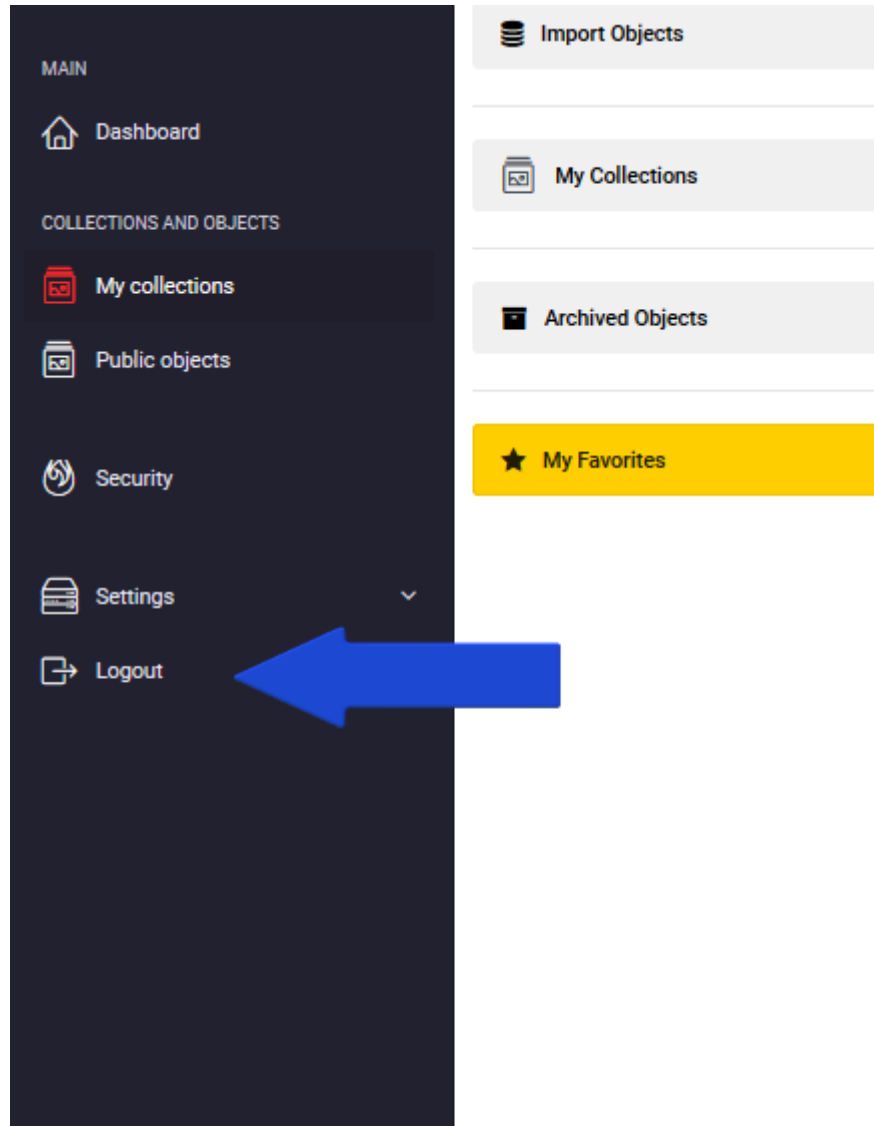 MAIN
Dashboard
COLLECTIONS AND OBJECTS
My collections
Public objects
Security
Settings
Logout
Import Objects
My Collections
Archived Objects
My Favorites